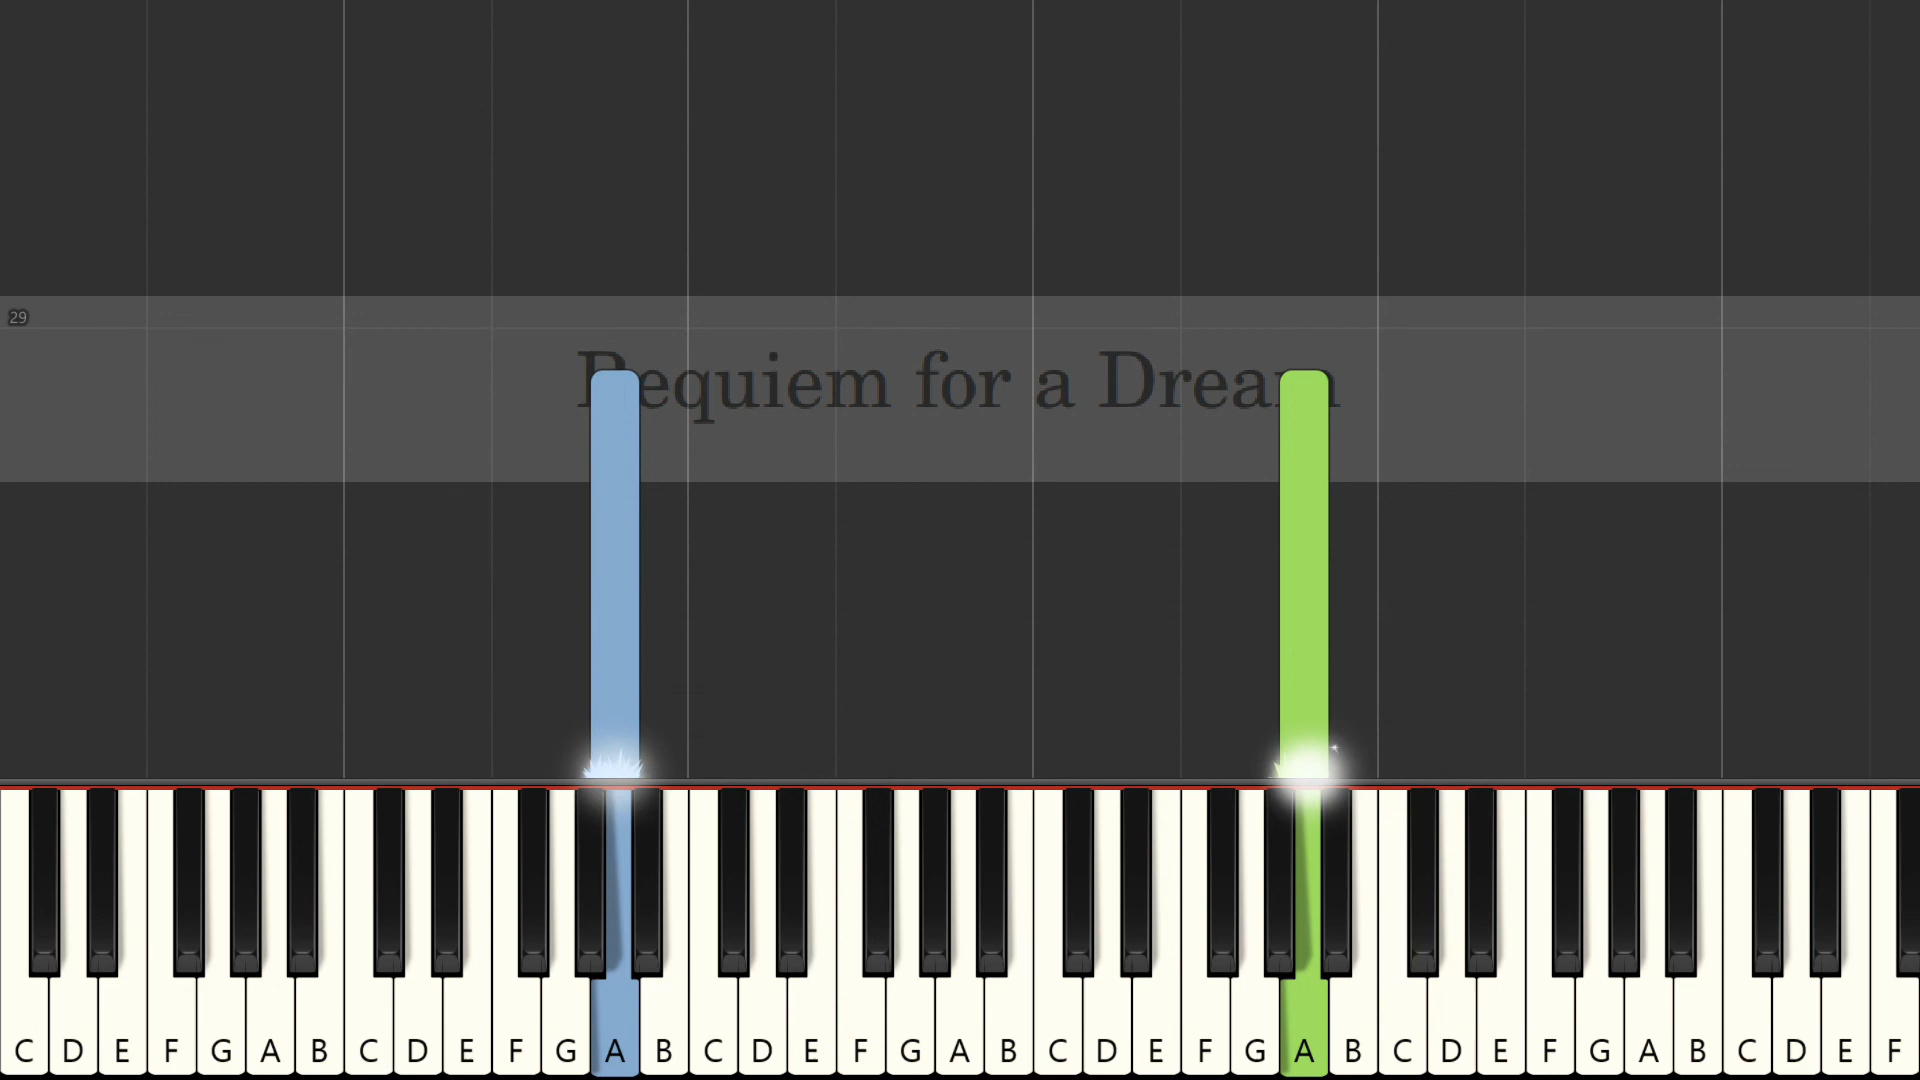 29
Requiem for a Dream
C D E F G A B C D E F G A B C D E F G A B C D E F G A B C D E F G A B C D E F